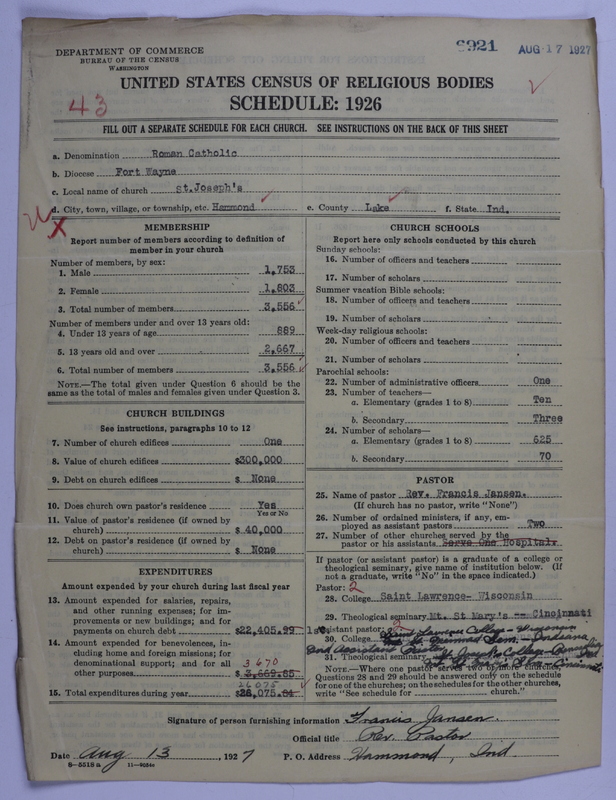 DEPARTMENT OF COMMERCE
BUREAU OF THE CENSUS
WASHINGTON
6921
AUG 17 1927
43
UNITED STATES CENSUS OF RELIGIOUS BODIES
SCHEDULE: 1926
FILL OUT A SEPARATE SCHEDULE FOR EACH CHURCH. SEE INSTRUCTIONS ON THE BACK OF THIS SHEET
a. Denomination Roman Catholic
b. Diocese Fort Wayne
c. Local name of church St.Joseph's
d. City, town, village, or township, etc. Hammond e. County Lake f. State Ind.
X
MEMBERSHIP
Report number of members according to definition of
member in your church
Number of members, by sex:
1. Male 1,753
2. Female 1,803
3. Total number of members 3,556
Number of members under and over 13 years old:
4. Under 13 years of age 889
5. 13 years old and over 2,667
6. Total number of members 3,556
NOTE.—The total given under Question 6 should be
same as the total of males and females given under Question 3.
CHURCH BUILDINGS
See instructions, paragraphs 10 to 12
7. Number of church edifices One
8. Value of church edifices $300,000
9. Debt on church edifices $ None
10. Does church own pastor's residence Yes
Yes or No
11. Value of pastor's residence (if owned by
church) $ 40,000
12. Debt on pastor's residence (if owned by
church) $ None
EXPENDITURES
Amount expended by your church during last fiscal year
13. Amount expended for salaries, repairs,
and other running expenses; for im-
provements or new buildings; and for
payments on church debt $22,405.99
14. Amount expended for benevolences, in-
cluding home and foreign missions; for
denominational support; and for all
other purposes 3670
$ 3,669.85
26075
15. Total expenditures during year $26,075.84
CHURCH SCHOOLS
Report here only schools conducted by this church
Sunday schools:
16. Number of officers and teachers
17. Number of scholars
Summer vacation Bible schools:
18. Number of officers and teachers
19. Number of scholars
Week-day religious schools:
20. Number of officers and teachers
21. Number of scholars
Parochial schools:
22. Number of administrative officers One
23. Number of teachers—
a. Elementary (grades 1 to 8) Ten
b. Secondary Three
24. Number of scholars—
a. Elementary (grades 1 to 8) 625
b. Secondary 70
PASTOR
25. Name of pastor Rev. Francis Jansen.
(If church has no pastor, write "None")
26. Number of ordained ministers, if any, em-
ployed as assistant pastors Two
27. Number of other churches served by the
pastor or his assistants Serve One Hospital.
If pastor (or assistant pastor) is a graduate of a college or
theological seminary, give name of institution below. (If
not a graduate, write "No" in the space indicated.)
Pastor: 2
28. College Saint Lawrence- Wisconsin
29. Theological seminary Mt. St Mary's -- Cincinnati
1st Assistant pastor: 2
30. College Saint Lawrence College - Wisconsin
Indiana
2nd Assistant Pastor
31. Theological seminary St Joseph College
Mt. St Mary's Cincinnati
NOTE.—Where one pastor serves two or more churches,
Questions 28 and 29 should be answered only on the schedule
for one of the churches; on the schedules for the other churches,
write "See schedule for church."
Signature of person furnishing information Francis Jansen.
Official title Rev. Pastor
Date Aug 13, 1927 P. O. Address Hammond, Ind
8—5518 a 11—9054